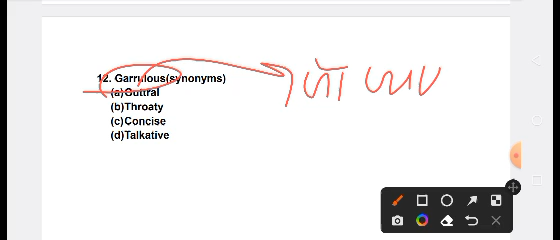 12. Garrulous(synonyms)
(a)Guttral
(b)Throaty
(c)Concise
(d)Talkative